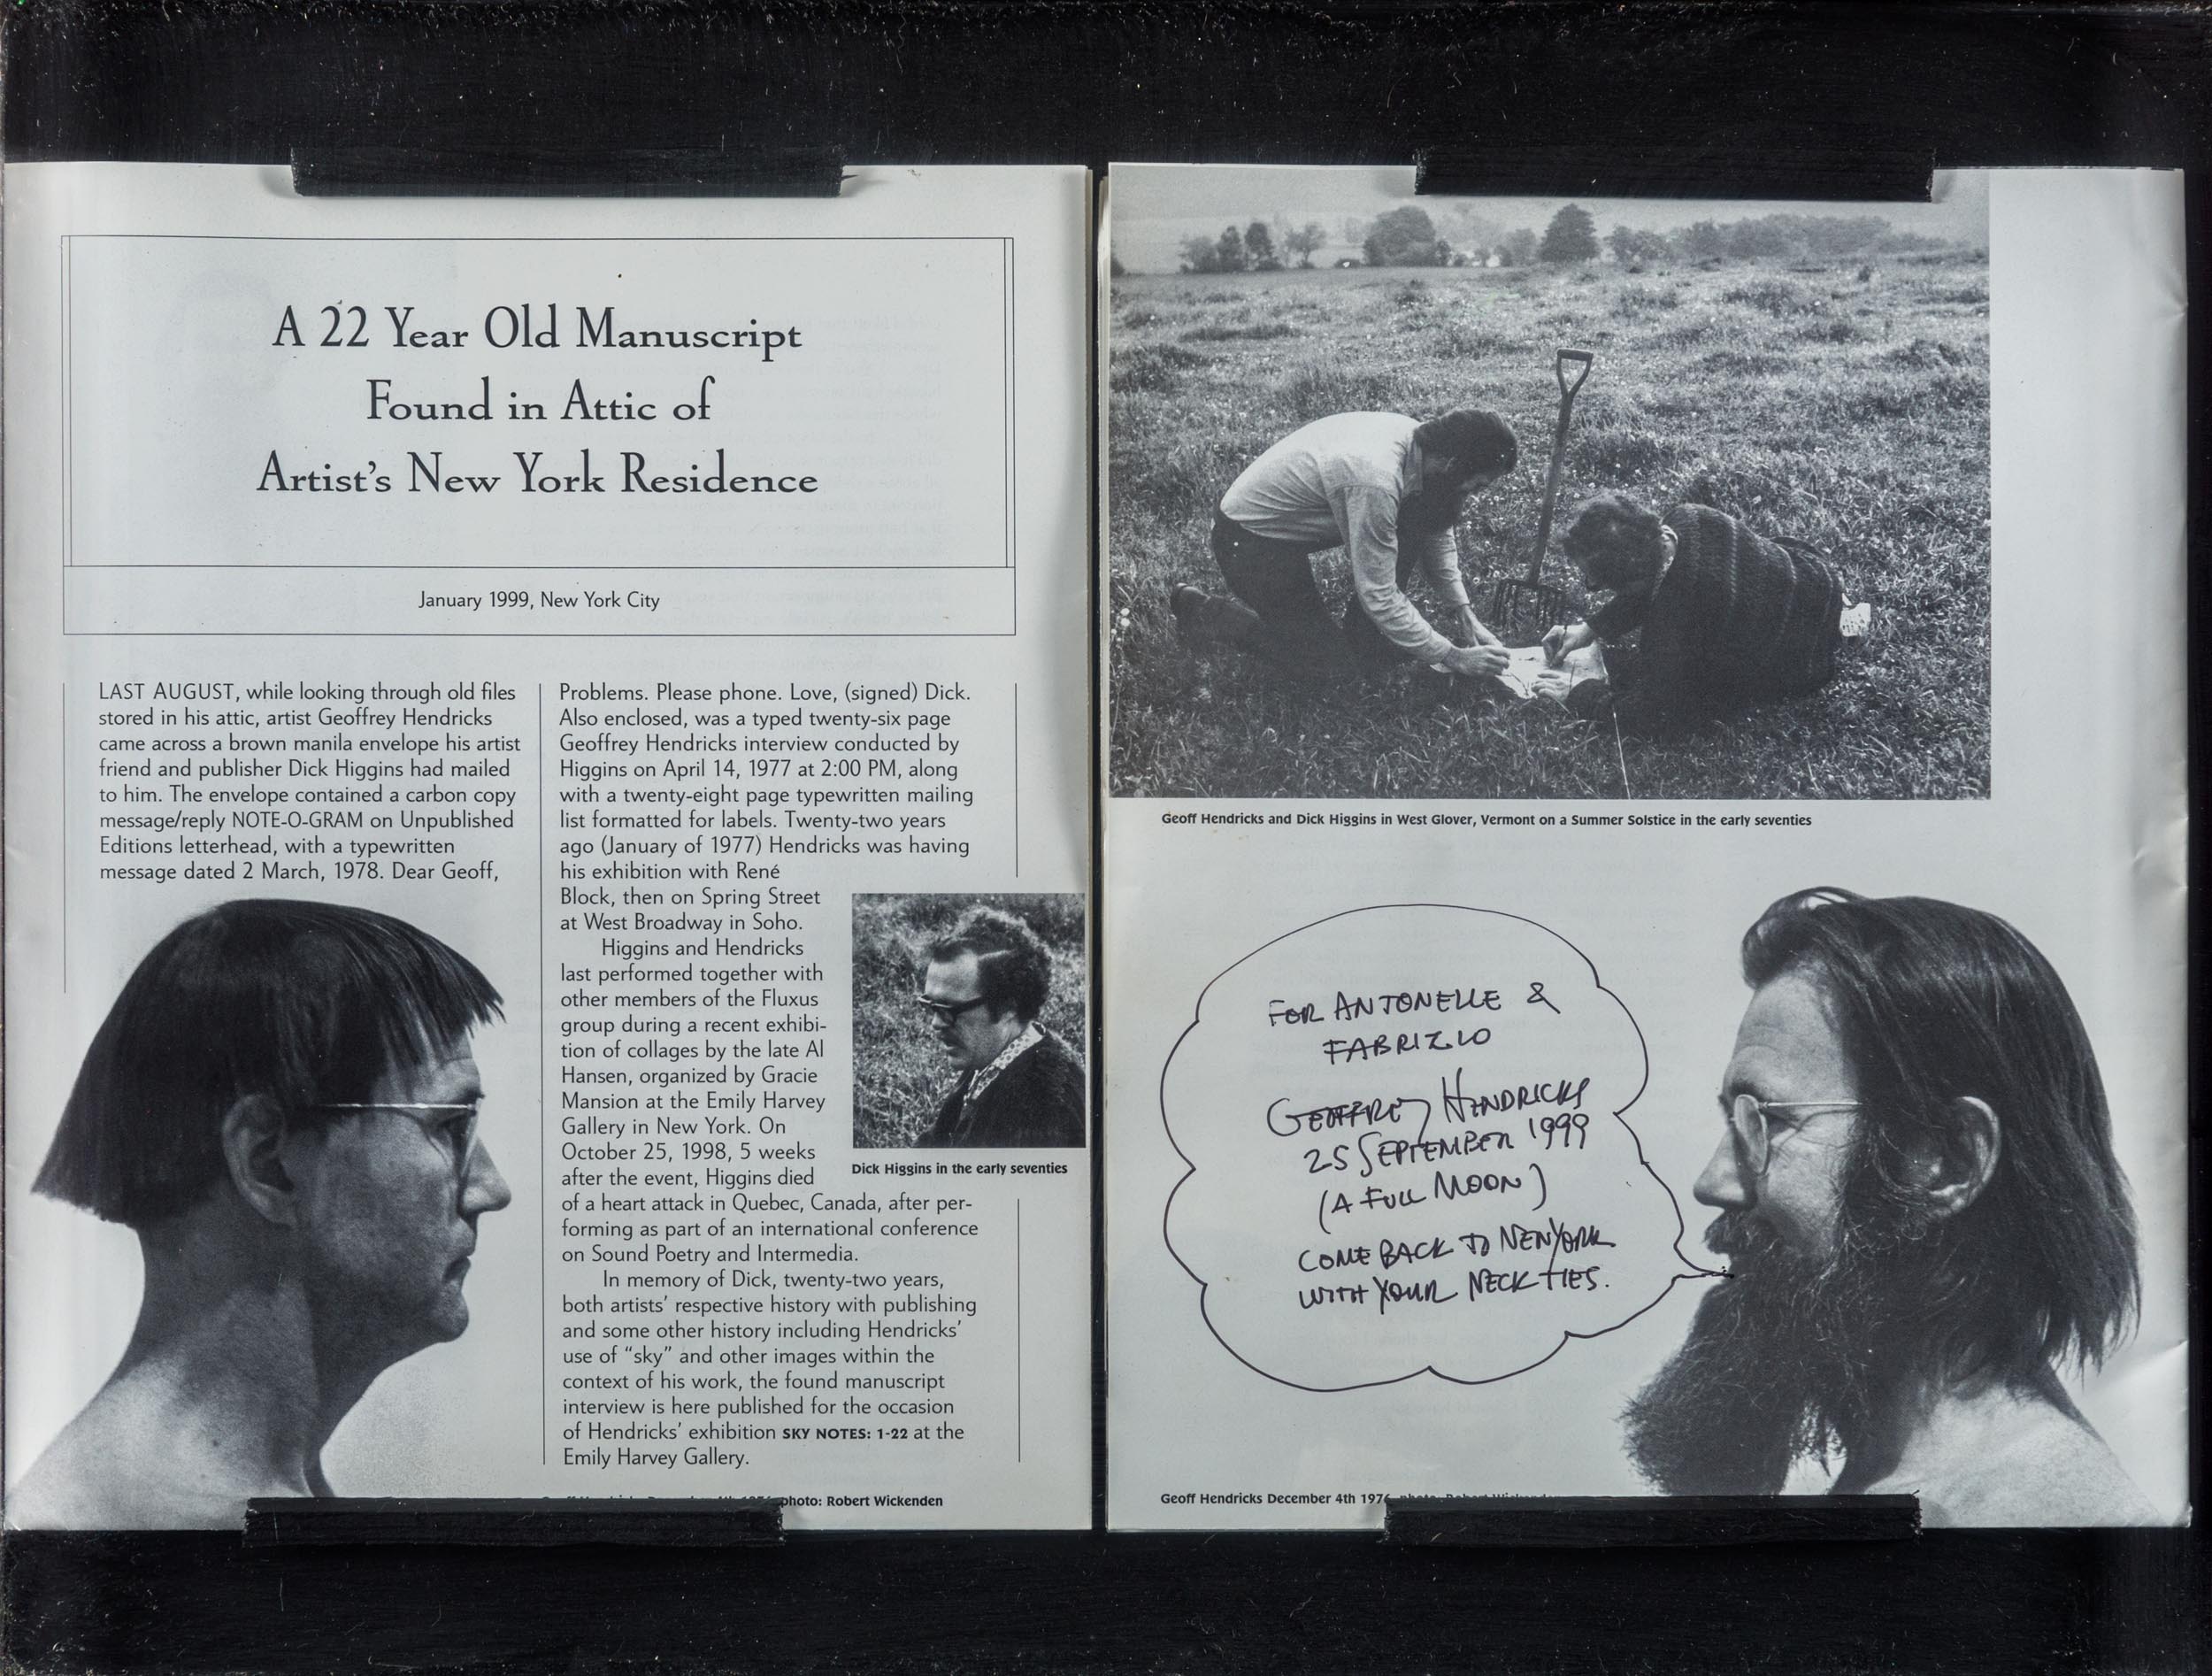 A 22 Year Old Manuscript
Found in Attic of
Artist's New York Residence
January 1999, New York City
LAST AUGUST, while looking through old files
stored in his attic, artist Geoffrey Hendricks
came across a brown manila envelope his artist
friend and publisher Dick Higgins had mailed
to him. The envelope contained a carbon copy
message/reply NOTE-O-GRAM on Unpublished
Editions letterhead, with a typewritten
message dated 2 March, 1978. Dear Geoff,
Problems. Please phone. Love, (signed) Dick.
Also enclosed, was a typed twenty-six page
Geoffrey Hendricks interview conducted by
Higgins on April 14, 1977 at 2:00 PM, along
with a twenty-eight page typewritten mailing
list formatted for labels. Twenty-two years
ago (January of 1977) Hendricks was having
his exhibition with René
Block, then on Spring Street
at West Broadway in Soho.
Higgins and Hendricks
last performed together with
other members of the Fluxus
group during a recent exhibi-
tion of collages by the late Al
Hansen, organized by Gracie
Mansion at the Emily Harvey
Gallery in New York. On
October 25, 1998, 5 weeks
after the event, Higgins died
of a heart attack in Quebec, Canada, after per-
forming as part of an international conference
on Sound Poetry and Intermedia.
In memory of Dick, twenty-two years,
both artists' respective history with publishing
and some other history including Hendricks'
use of "sky" and other images within the
context of his work, the found manuscript
interview is here published for the occasion
of Hendricks' exhibition SKY NOTES: 1-22 at the
Emily Harvey Gallery.
Dick Higgins in the early seventies
photo: Robert Wickenden
Geoff Hendricks and Dick Higgins in West Glover, Vermont on a Summer Solstice in the early seventies
FOR ANTONELLE &
FABRIZIO
GEOFFREY HENDRICKS
25 SEPTEMBER 1999
(A FULL MOON)
COME BACK TO NEW YORK
WITH YOUR NECK TIES.
Geoff Hendricks December 4th 1976